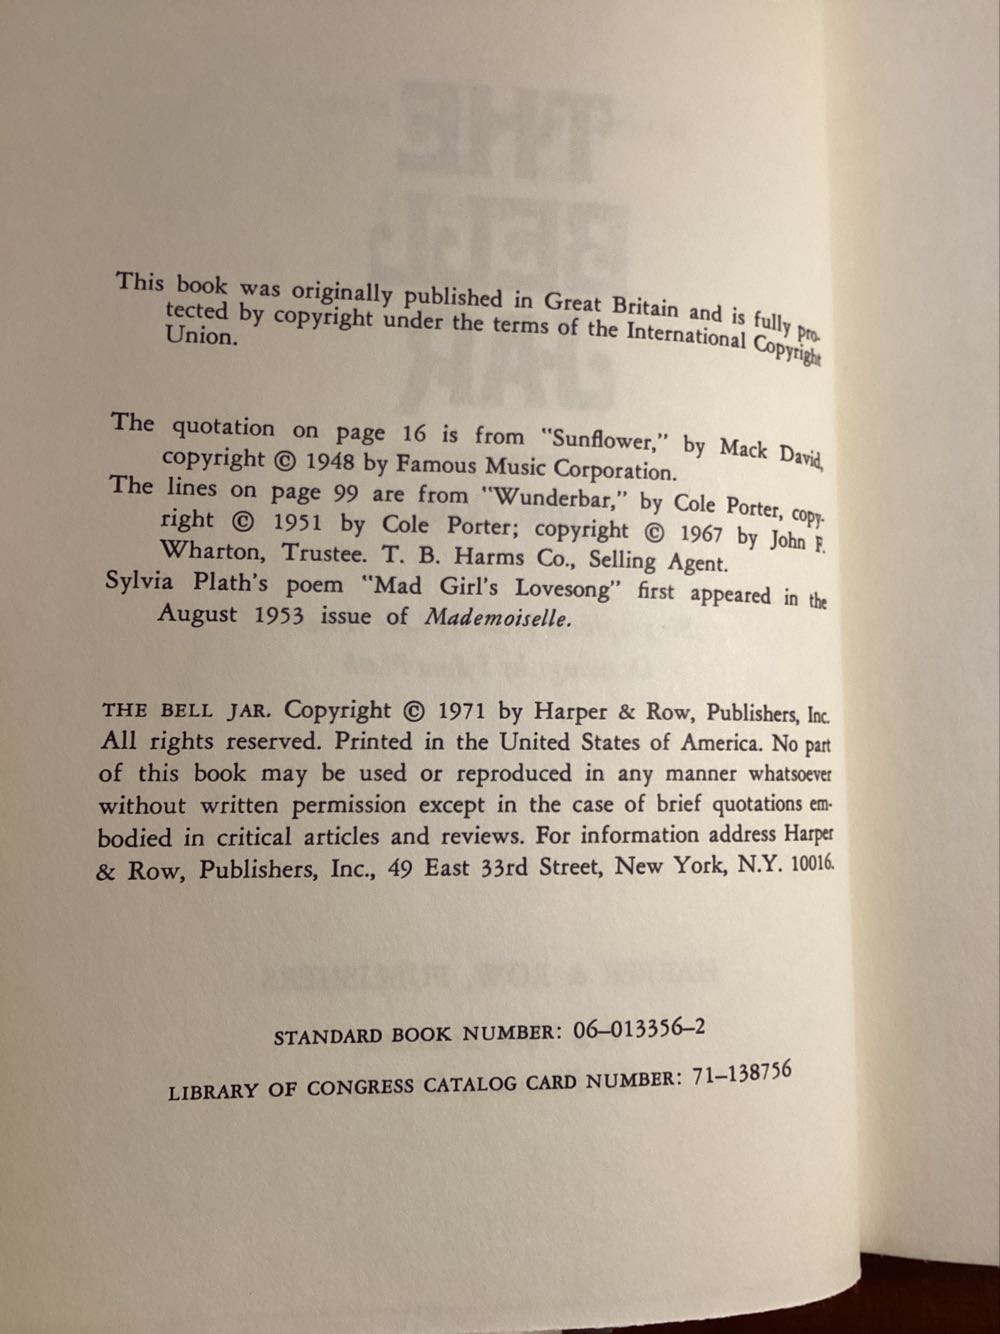 This book was originally published in Great Britain and is fully pro-
tected by copyright under the terms of the International Copyright
Union.
The quotation on page 16 is from "Sunflower," by Mack David,
copyright © 1948 by Famous Music Corporation.
The lines on page 99 are from "Wunderbar," by Cole Porter, copy-
right © 1951 by Cole Porter; copyright © 1967 by John F.
Wharton, Trustee. T. B. Harms Co., Selling Agent.
Sylvia Plath's poem "Mad Girl's Lovesong" first appeared in the
August 1953 issue of Mademoiselle.
THE BELL JAR. Copyright © 1971 by Harper & Row, Publishers, Inc.
All rights reserved. Printed in the United States of America. No part
of this book may be used or reproduced in any manner whatsoever
without written permission except in the case of brief quotations em-
bodied in critical articles and reviews. For information address Harper
& Row, Publishers, Inc., 49 East 33rd Street, New York, N.Y. 10016.
STANDARD BOOK NUMBER: 06–013356–2
LIBRARY OF CONGRESS CATALOG CARD NUMBER: 71–138756